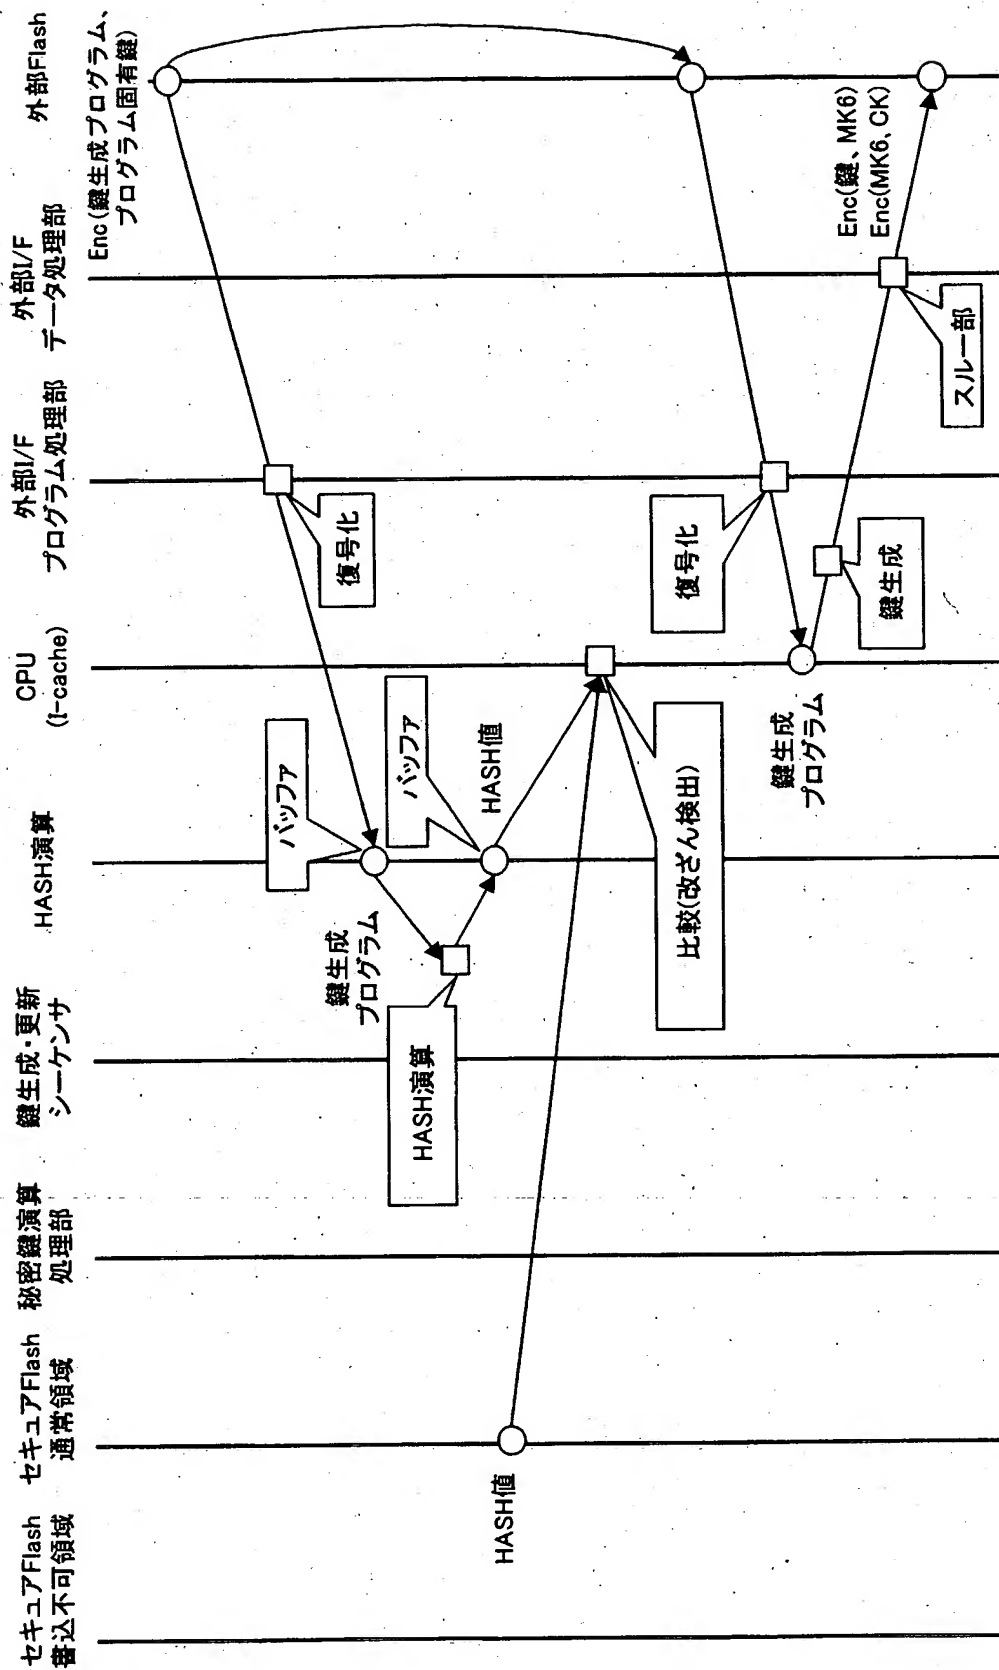 セキュアFlash
書込不可領域
セキュアFlash
通常領域
秘密鍵演算
処理部
鍵生成・更新
シーケンサ
HASH演算
CPU
(I-cache)
外部I/F
プログラム処理部
外部I/F
データ処理部
外部Flash
Enc(鍵生成プログラム、
プログラム固有鍵)
復号化
バッファ
鍵生成
プログラム
HASH演算
バッファ
HASH値
HASH値
比較(改ざん検出)
復号化
鍵生成
プログラム
鍵生成
スルー部
Enc(鍵、MK6)
Enc(MK6、CK)